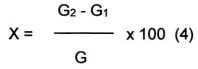 G₂ - G₁
X = ——— x 100 (4)
G